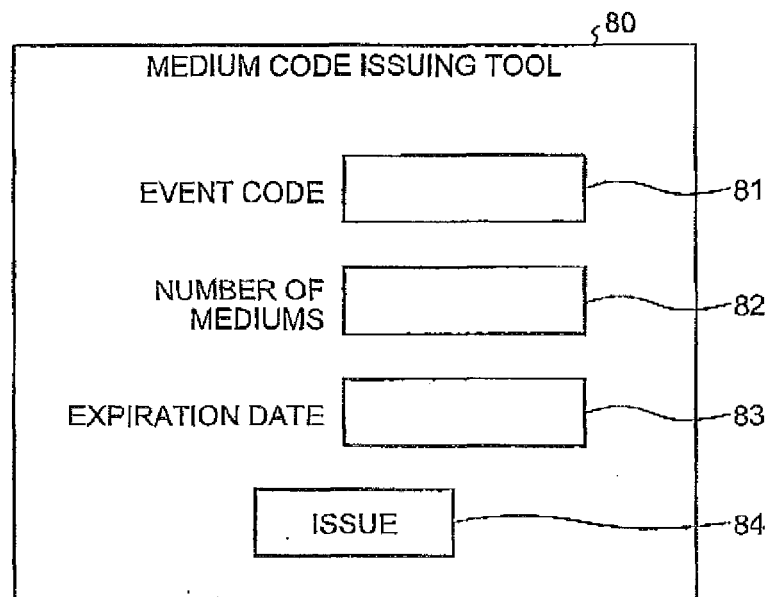 80
MEDIUM CODE ISSUING TOOL
EVENT CODE
81
NUMBER OF
MEDIUMS
82
EXPIRATION DATE
83
ISSUE
84